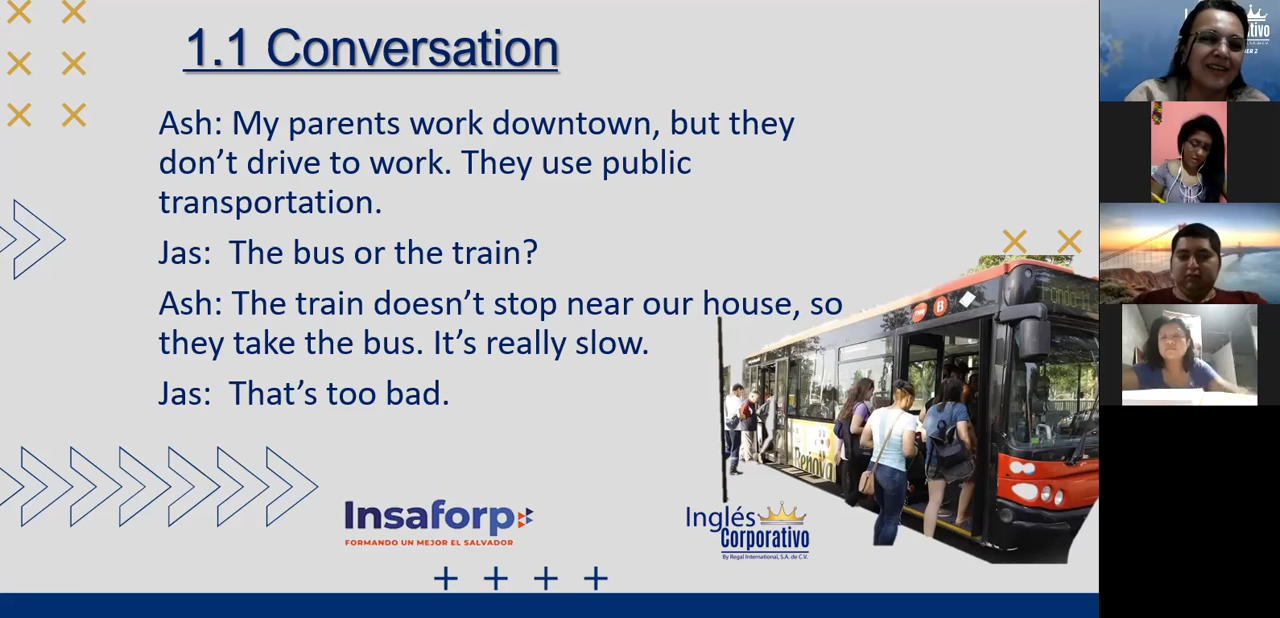 1.1 Conversation
Ash: My parents work downtown, but they
don’t drive to work. They use public
transportation.
Jas:  The bus or the train?
Ash: The train doesn’t stop near our house, so
they take the bus. It’s really slow.
Jas:  That’s too bad.
Insaforp
FORMANDO UN MEJOR EL SALVADOR
Inglés
Corporativo
By Regal International, S.A. de C.V.
B
Renova